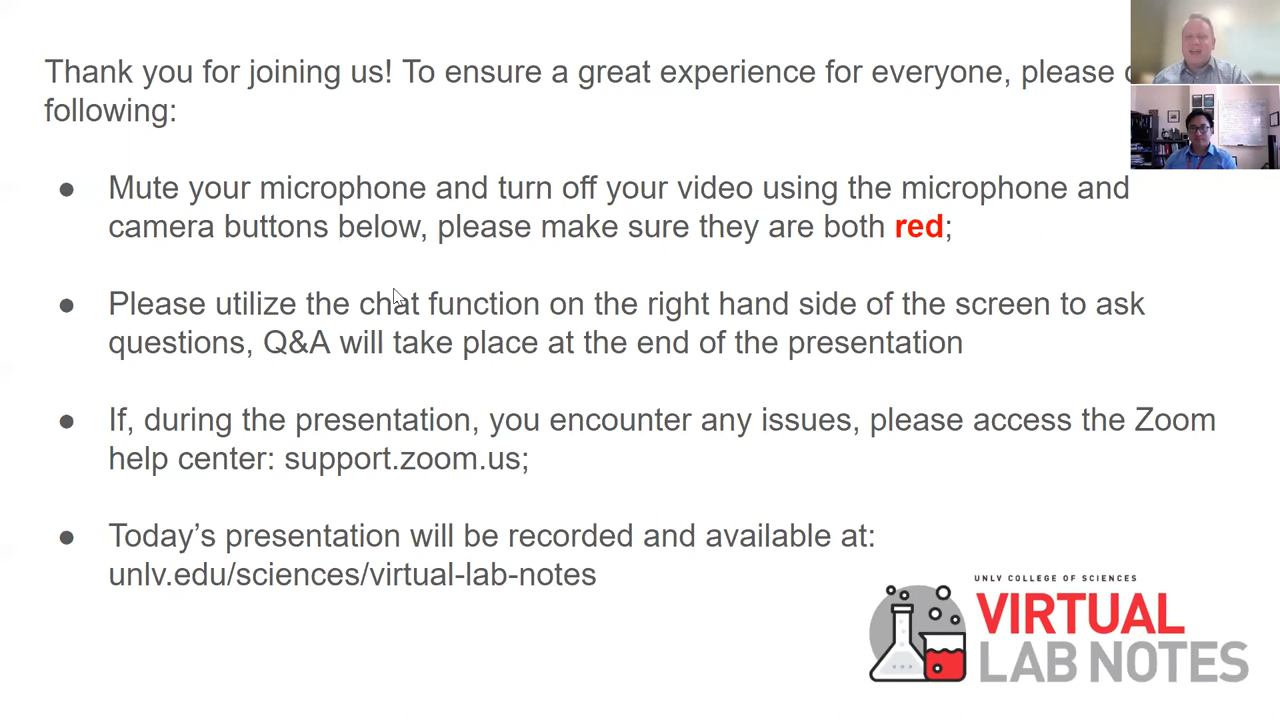 Thank you for joining us! To ensure a great experience for everyone, please
following:
● Mute your microphone and turn off your video using the microphone and
camera buttons below, please make sure they are both red;
● Please utilize the chat function on the right hand side of the screen to ask
questions, Q&A will take place at the end of the presentation
● If, during the presentation, you encounter any issues, please access the Zoom
help center: support.zoom.us;
● Today's presentation will be recorded and available at:
unlv.edu/sciences/virtual-lab-notes
UNLV COLLEGE OF SCIENCES
VIRTUAL
LAB NOTES